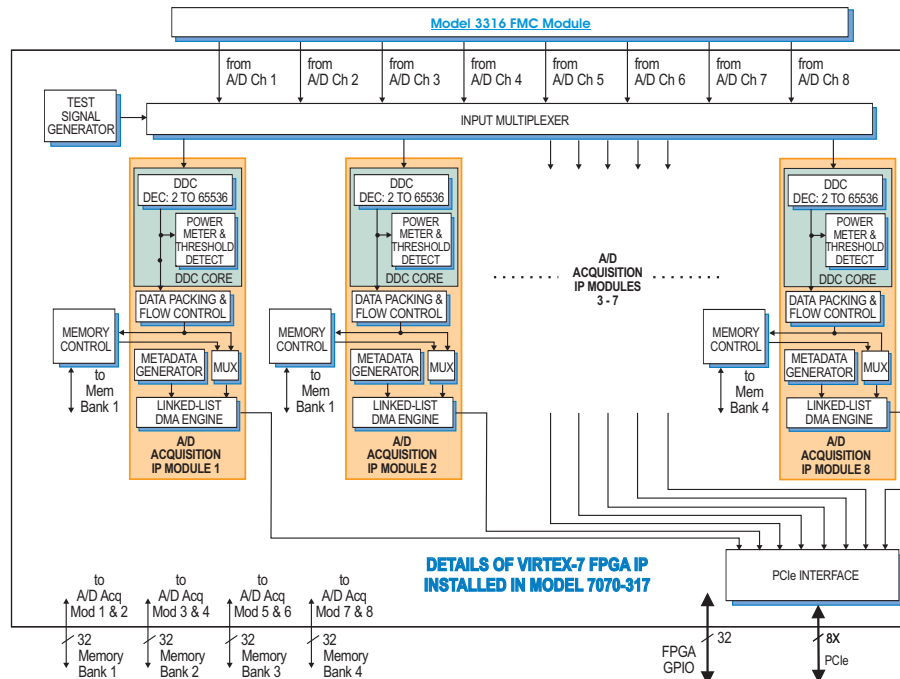 Model 3316 FMC Module
from
A/D Ch 1
from
A/D Ch 2
from
A/D Ch 3
from
A/D Ch 4
from
A/D Ch 5
from
A/D Ch 6
from
A/D Ch 7
from
A/D Ch 8
TEST
SIGNAL
GENERATOR
INPUT MULTIPLEXER
DDC
DEC: 2 TO 65536
POWER
METER &
THRESHOLD
DETECT
DDC CORE
DATA PACKING &
FLOW CONTROL
MEMORY
CONTROL
METADATA
GENERATOR
MUX
to
Mem
Bank 1
LINKED-LIST
DMA ENGINE
A/D
ACQUISITION
IP MODULE 1
DDC
DEC: 2 TO 65536
POWER
METER &
THRESHOLD
DETECT
DDC CORE
DATA PACKING &
FLOW CONTROL
MEMORY
CONTROL
METADATA
GENERATOR
MUX
to
Mem
Bank 1
LINKED-LIST
DMA ENGINE
A/D
ACQUISITION
IP MODULE 2
A/D
ACQUISITION
IP MODULES
3 - 7
DDC
DEC: 2 TO 65536
POWER
METER &
THRESHOLD
DETECT
DDC CORE
DATA PACKING &
FLOW CONTROL
MEMORY
CONTROL
METADATA
GENERATOR
MUX
to
Mem
Bank 4
LINKED-LIST
DMA ENGINE
A/D
ACQUISITION
IP MODULE 8
DETAILS OF VIRTEX-7 FPGA IP
INSTALLED IN MODEL 7070-317
PCIe INTERFACE
to
A/D Acq
Mod 1 & 2
to
A/D Acq
Mod 3 & 4
to
A/D Acq
Mod 5 & 6
to
A/D Acq
Mod 7 & 8
32
Memory
Bank 1
32
Memory
Bank 2
32
Memory
Bank 3
32
Memory
Bank 4
32
FPGA
GPIO
8X
PCIe